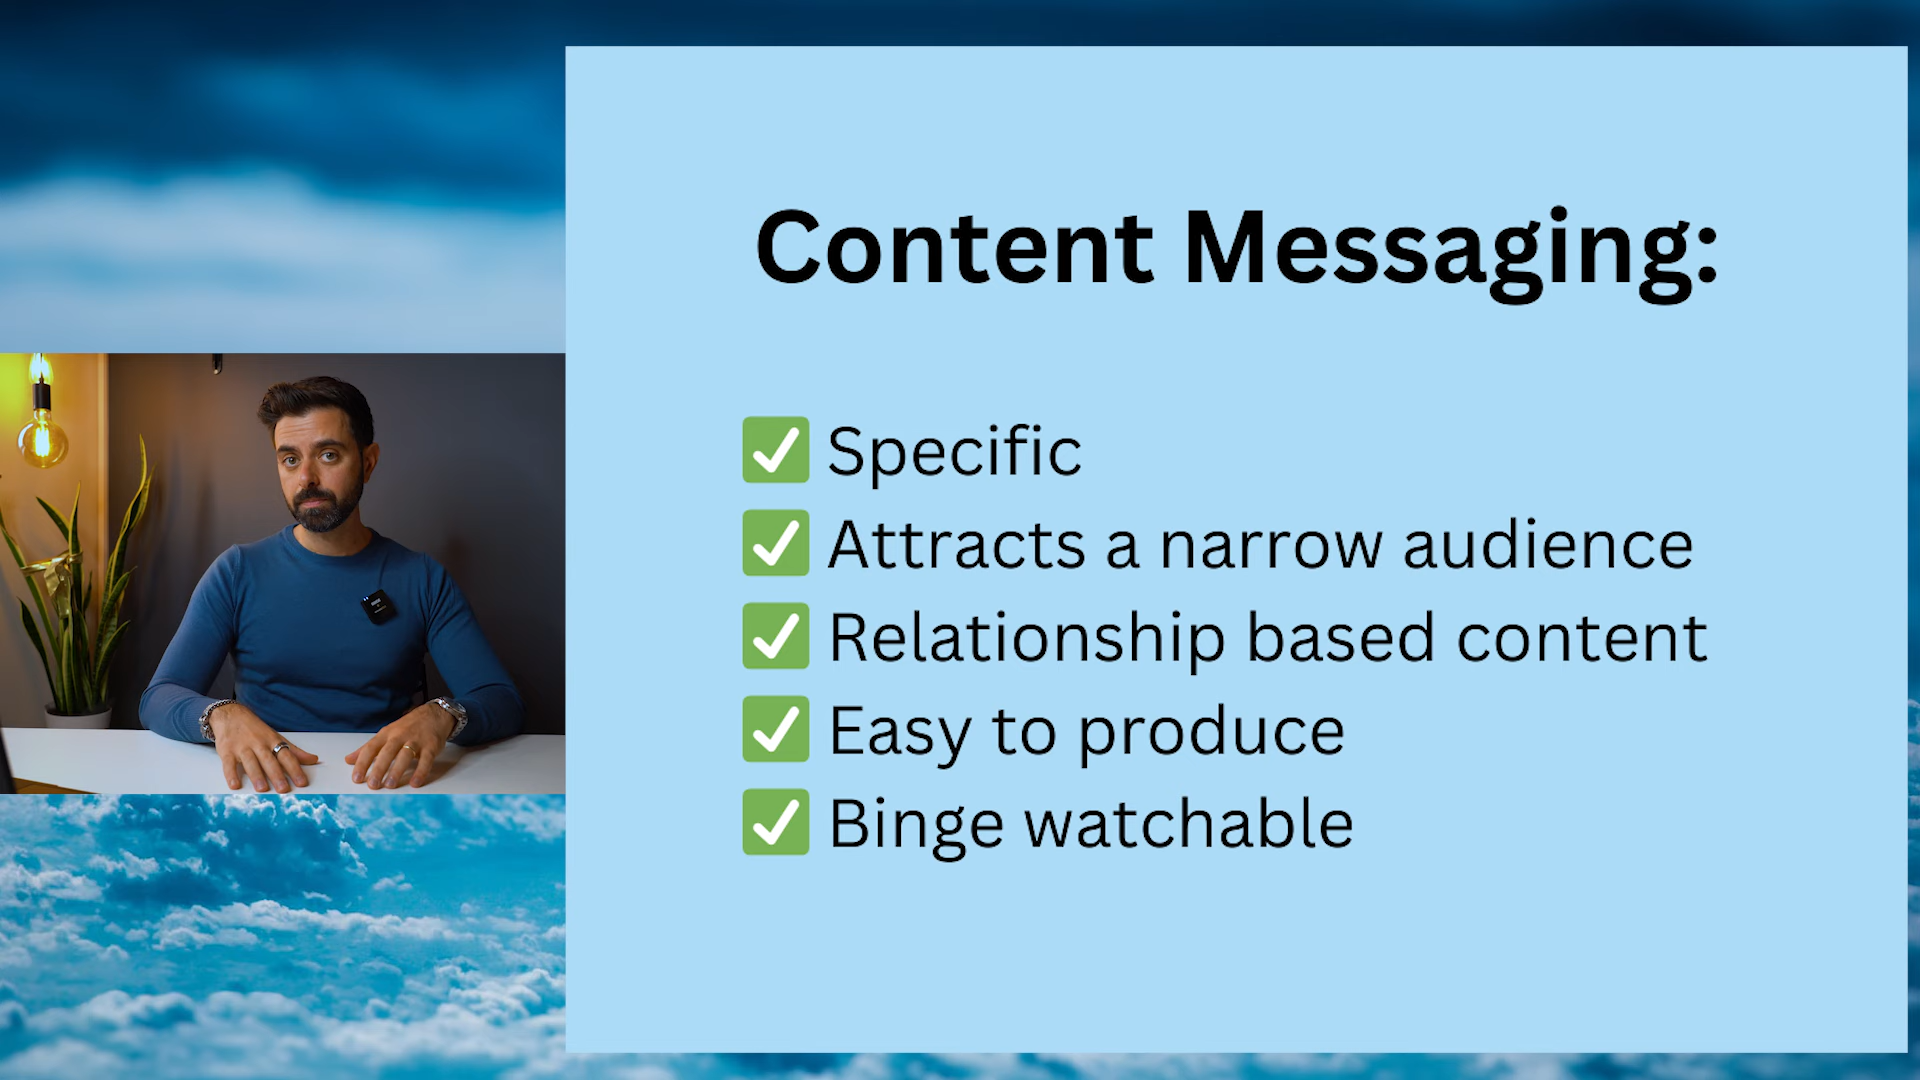 Content Messaging:
✅ Specific
✅ Attracts a narrow audience
✅ Relationship based content
✅ Easy to produce
✅ Binge watchable